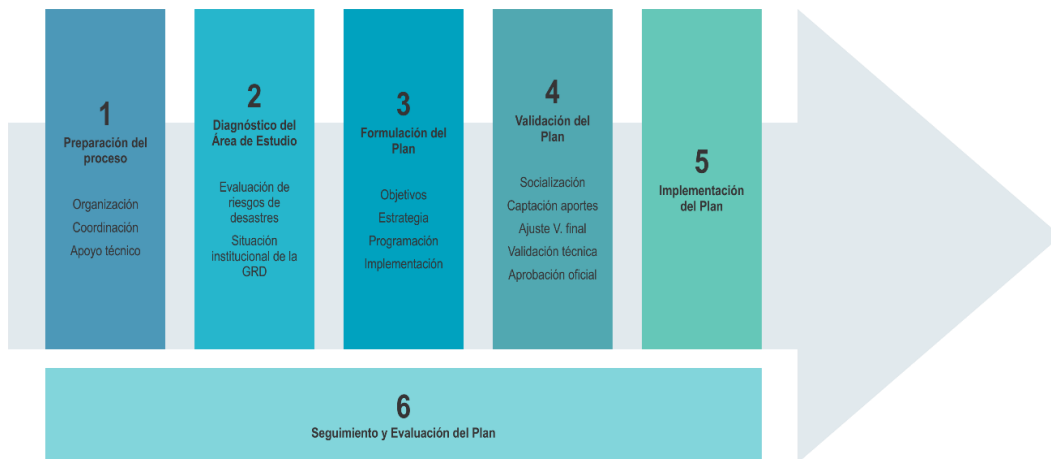 1
Preparación del
proceso
Organización
Coordinación
Apoyo técnico
2
Diagnóstico del
Área de Estudio
Evaluación de
riesgos de
desastres
Situación
institucional de la
GRD
3
Formulación del
Plan
Objetivos
Estrategia
Programación
Implementación
4
Validación del
Plan
Socialización
Captación aportes
Ajuste V. final
Validación técnica
Aprobación oficial
5
Implementación
del Plan
6
Seguimiento y Evaluación del Plan